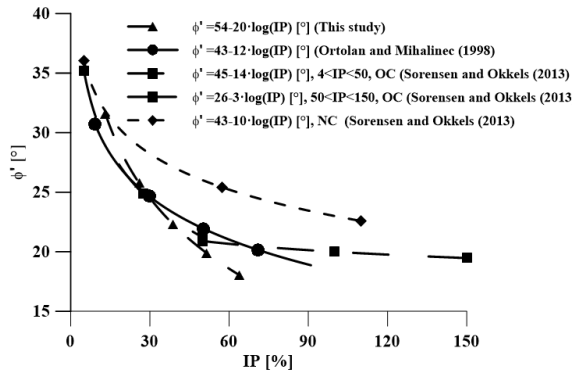 ϕ' =54-20·log(IP) [°] (This study)
ϕ' =43-12·log(IP) [°] (Ortolan and Mihalinec (1998)
ϕ' =45-14·log(IP) [°], 4<IP<50, OC (Sorensen and Okkels (2013)
ϕ' =26-3·log(IP) [°], 50<IP<150, OC (Sorensen and Okkels (2013
ϕ' =43-10·log(IP) [°], NC (Sorensen and Okkels (2013)
40
35
30
25
20
15
ϕ' [°]
0 30 60 90 120 150
IP [%]